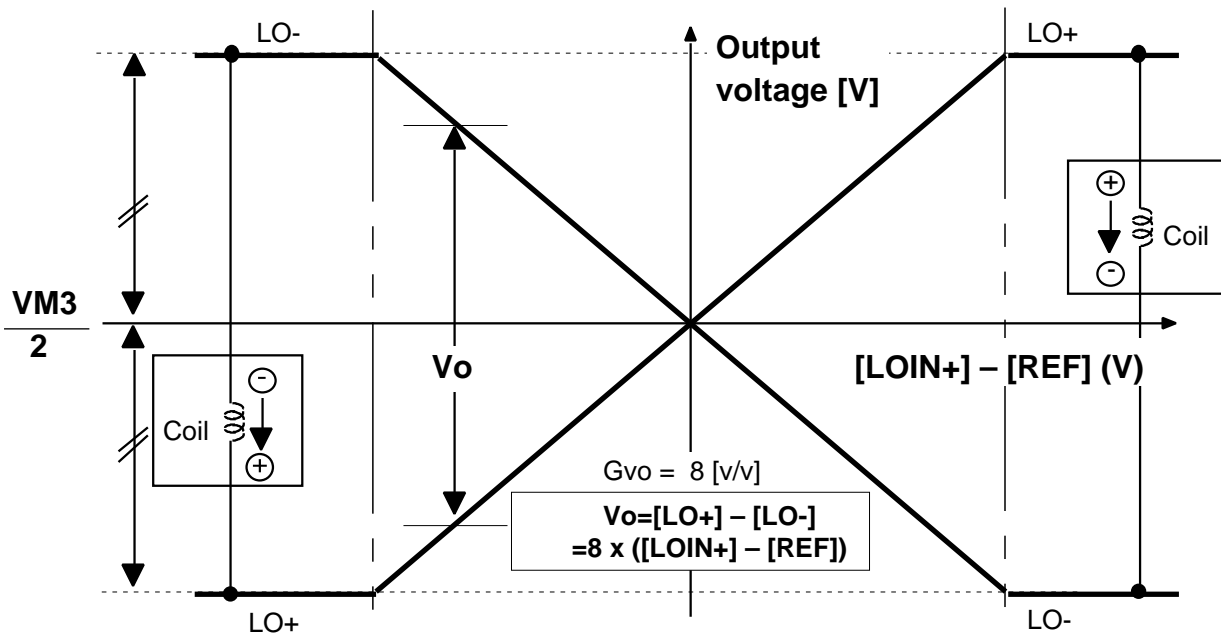 LO-
LO+
Output
voltage [V]
+
-
Coil
VM3
2
Vo
[LOIN+] – [REF] (V)
-
Coil
+
Gvo = 8 [v/v]
Vo=[LO+] – [LO-]
=8 x ([LOIN+] – [REF])
LO+
LO-